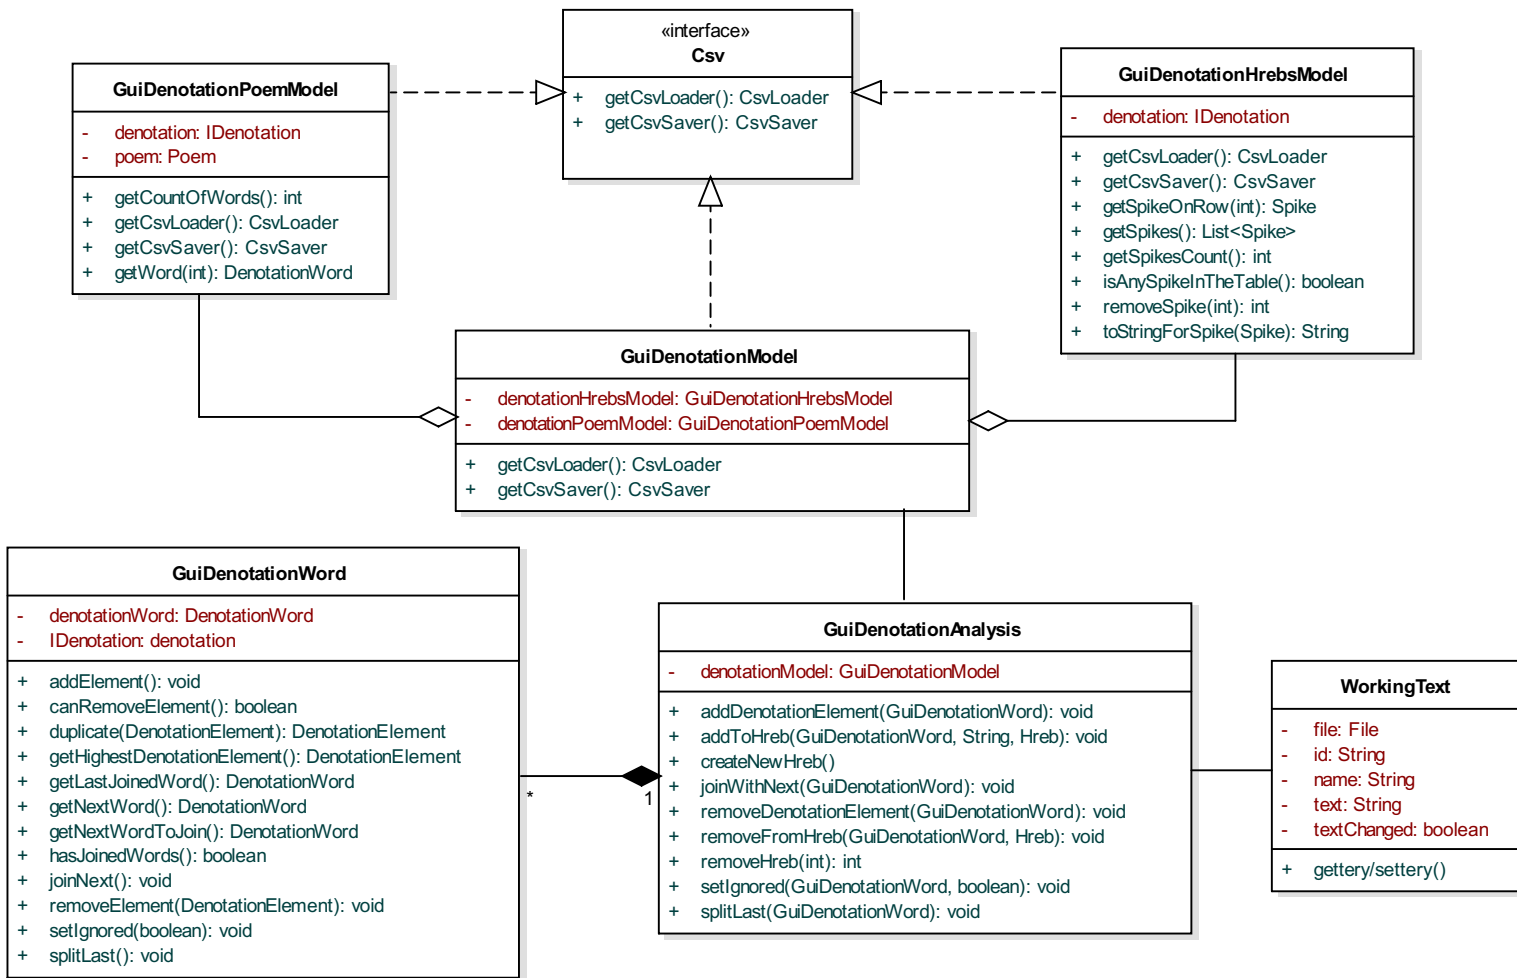 «interface»
Csv
+ getCsvLoader(): CsvLoader
+ getCsvSaver(): CsvSaver
GuiDenotationPoemModel
- denotation: IDenotation
- poem: Poem
+ getCountOfWords(): int
+ getCsvLoader(): CsvLoader
+ getCsvSaver(): CsvSaver
+ getWord(int): DenotationWord
GuiDenotationHrebsModel
- denotation: IDenotation
+ getCsvLoader(): CsvLoader
+ getCsvSaver(): CsvSaver
+ getSpikeOnRow(int): Spike
+ getSpikes(): List<Spike>
+ getSpikesCount(): int
+ isAnySpikeInTheTable(): boolean
+ removeSpike(int): int
+ toStringForSpike(Spike): String
GuiDenotationModel
- denotationHrebsModel: GuiDenotationHrebsModel
- denotationPoemModel: GuiDenotationPoemModel
+ getCsvLoader(): CsvLoader
+ getCsvSaver(): CsvSaver
GuiDenotationWord
- denotationWord: DenotationWord
- IDenotation: denotation
+ addElement(): void
+ canRemoveElement(): boolean
+ duplicate(DenotationElement): DenotationElement
+ getHighestDenotationElement(): DenotationElement
+ getLastJoinedWord(): DenotationWord
+ getNextWord(): DenotationWord
+ getNextWordToJoin(): DenotationWord
+ hasJoinedWords(): boolean
+ joinNext(): void
+ removeElement(DenotationElement): void
+ setIgnored(boolean): void
+ splitLast(): void
* 1
GuiDenotationAnalysis
- denotationModel: GuiDenotationModel
+ addDenotationElement(GuiDenotationWord): void
+ addToHreb(GuiDenotationWord, String, Hreb): void
+ createNewHreb()
+ joinWithNext(GuiDenotationWord): void
+ removeDenotationElement(GuiDenotationWord): void
+ removeFromHreb(GuiDenotationWord, Hreb): void
+ removeHreb(int): int
+ setIgnored(GuiDenotationWord, boolean): void
+ splitLast(GuiDenotationWord): void
WorkingText
- file: File
- id: String
- name: String
- text: String
- textChanged: boolean
+ gettery/settery()